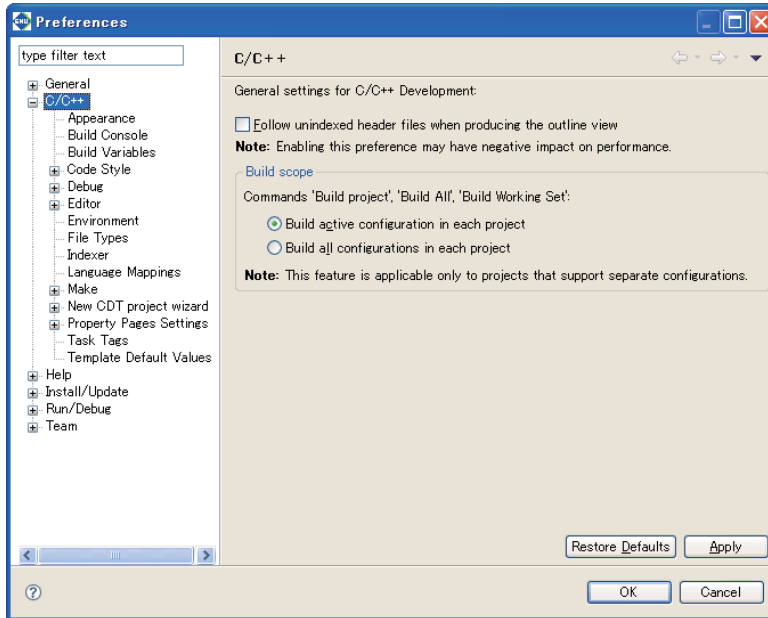 Preferences
type filter text
General
C/C++
Appearance
Build Console
Build Variables
Code Style
Debug
Editor
Environment
File Types
Indexer
Language Mappings
Make
New CDT project wizard
Property Pages Settings
Task Tags
Template Default Values
Help
Install/Update
Run/Debug
Team
C/C++
General settings for C/C++ Development:
Follow unindexed header files when producing the outline view
Note: Enabling this preference may have negative impact on performance.
Build scope
Commands 'Build project', 'Build All', 'Build Working Set':
Build active configuration in each project
Build all configurations in each project
Note: This feature is applicable only to projects that support separate configurations.
Restore Defaults Apply
OK Cancel